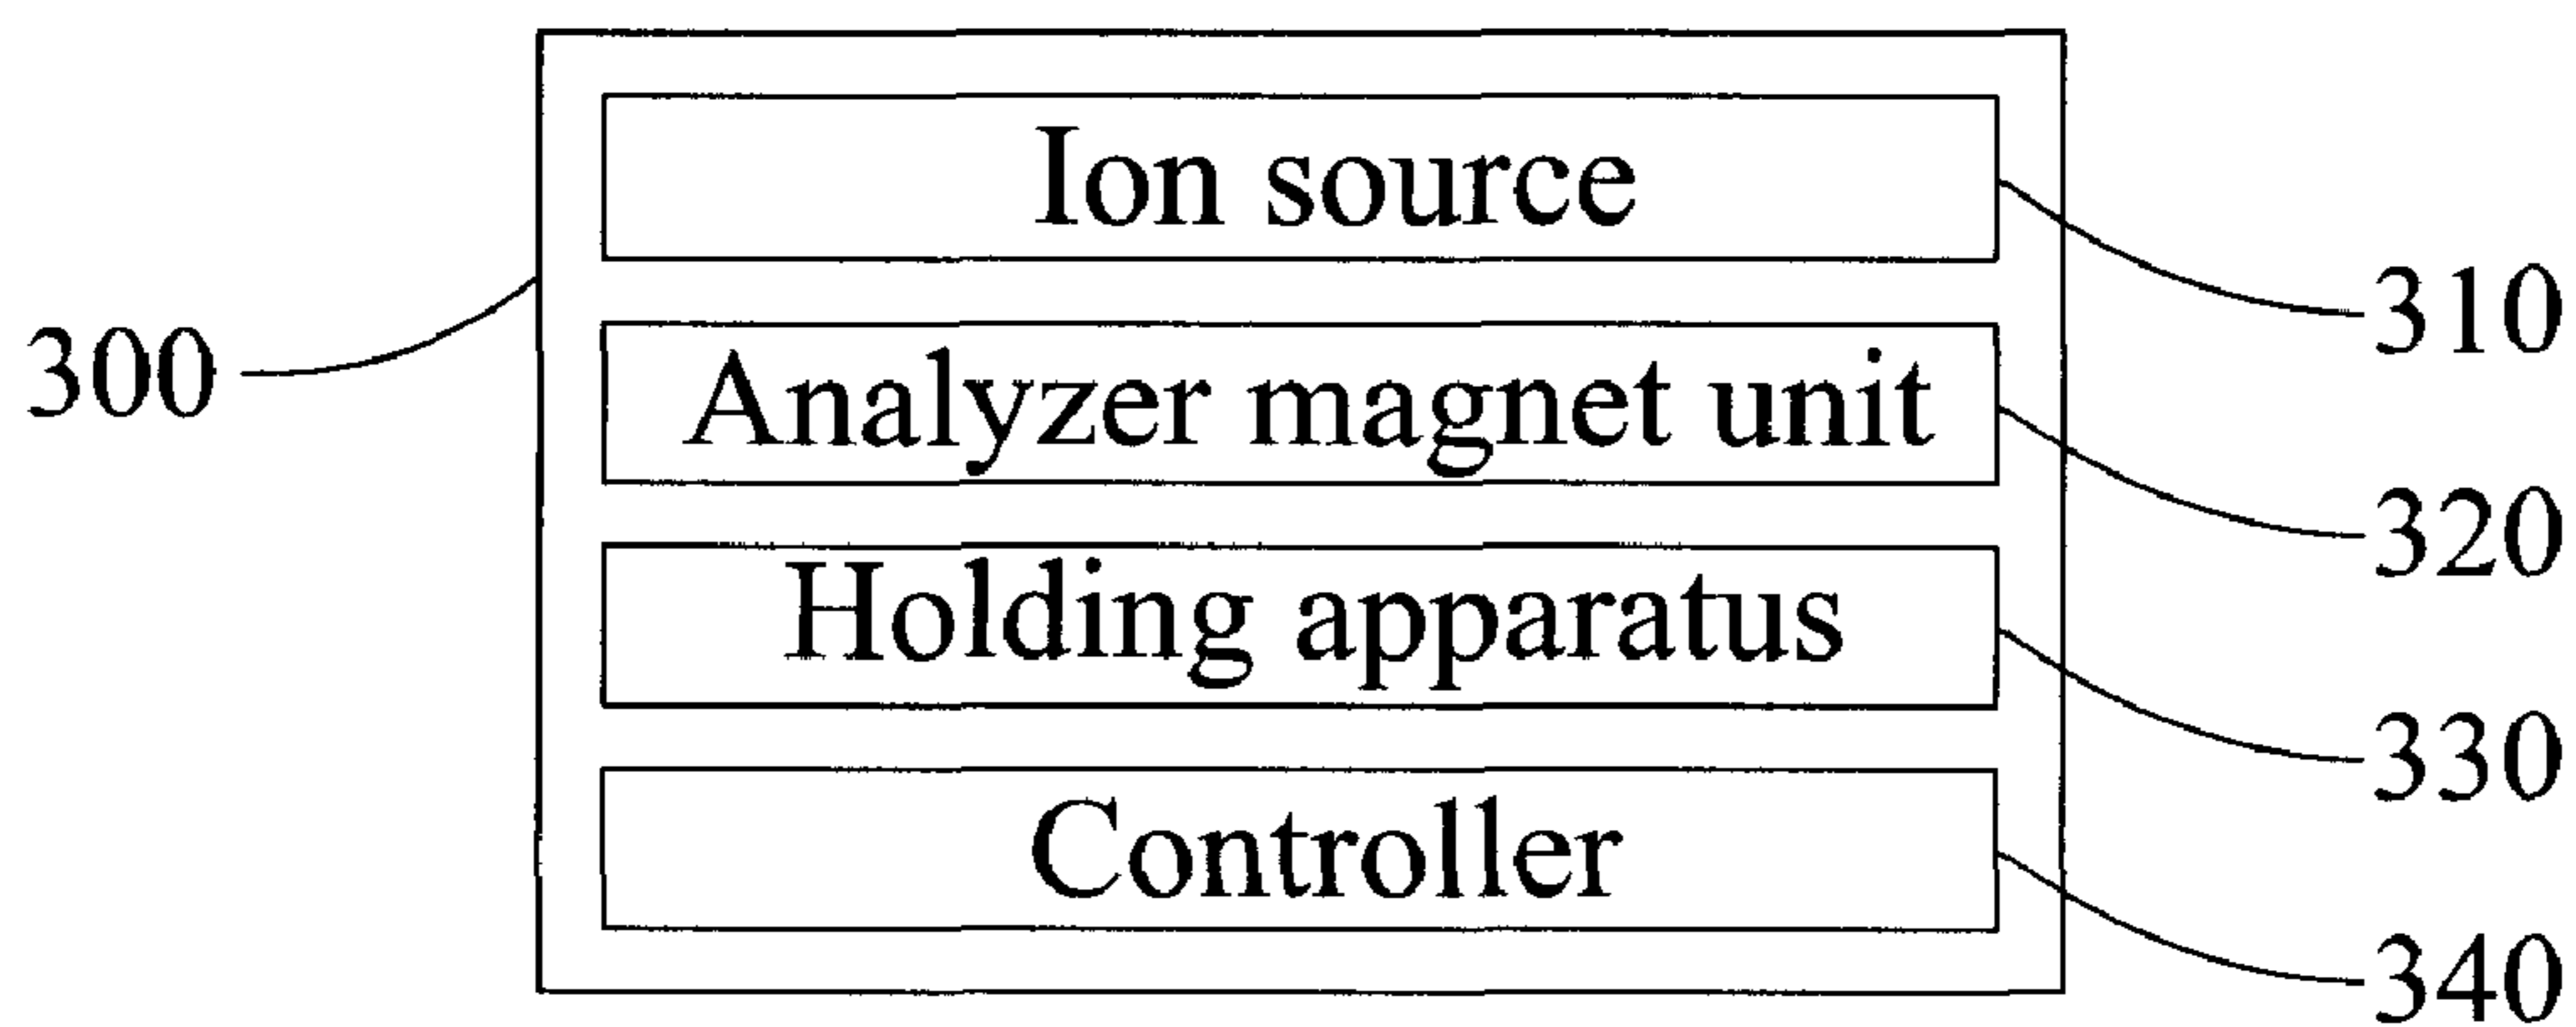 Ion source
310
300
Analyzer magnet unit
320
Holding apparatus
330
Controller
340